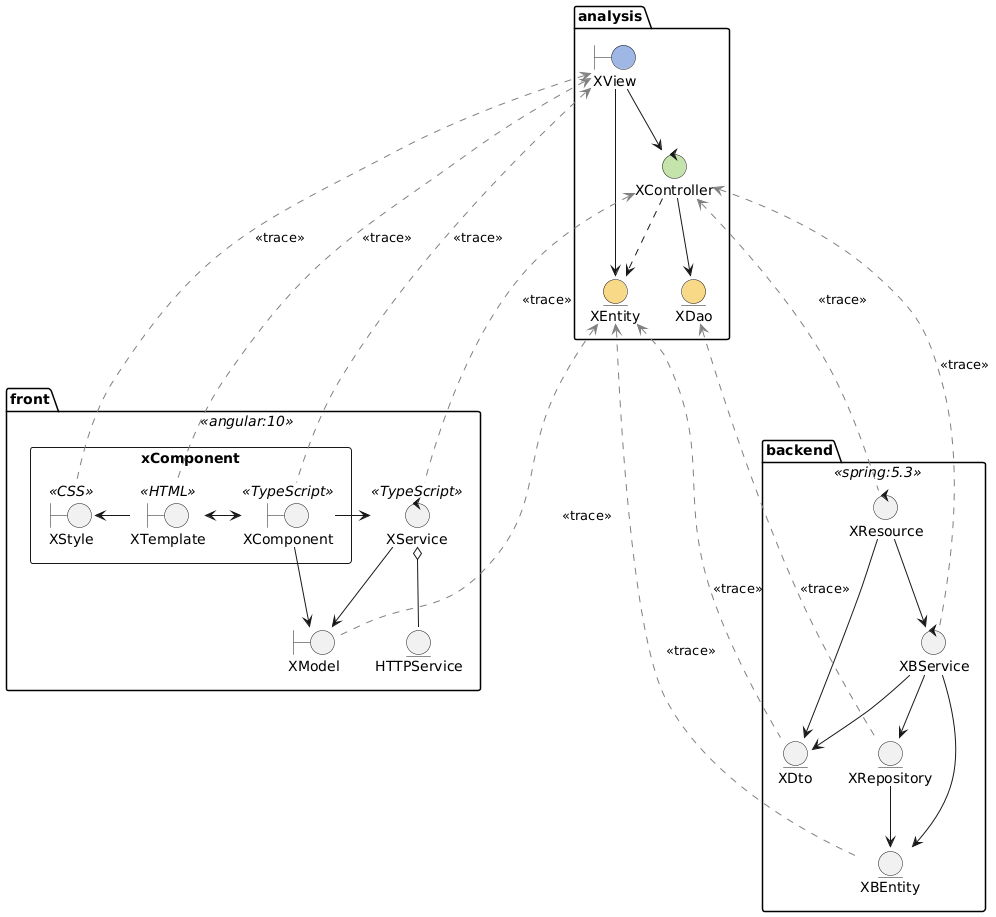 analysis
XView
XController
«trace»
«trace»
«trace»
«trace»
«trace»
XEntity
XDao
«trace»
front
«angular:10»
backend
xComponent
«spring:5.3»
«CSS»
«HTML»
«TypeScript»
«TypeScript»
XStyle
XTemplate
XComponent
XService
«trace»
XResource
«trace»
«trace»
«trace»
XModel
HTTPService
XBService
XDto
XRepository
XBEntity